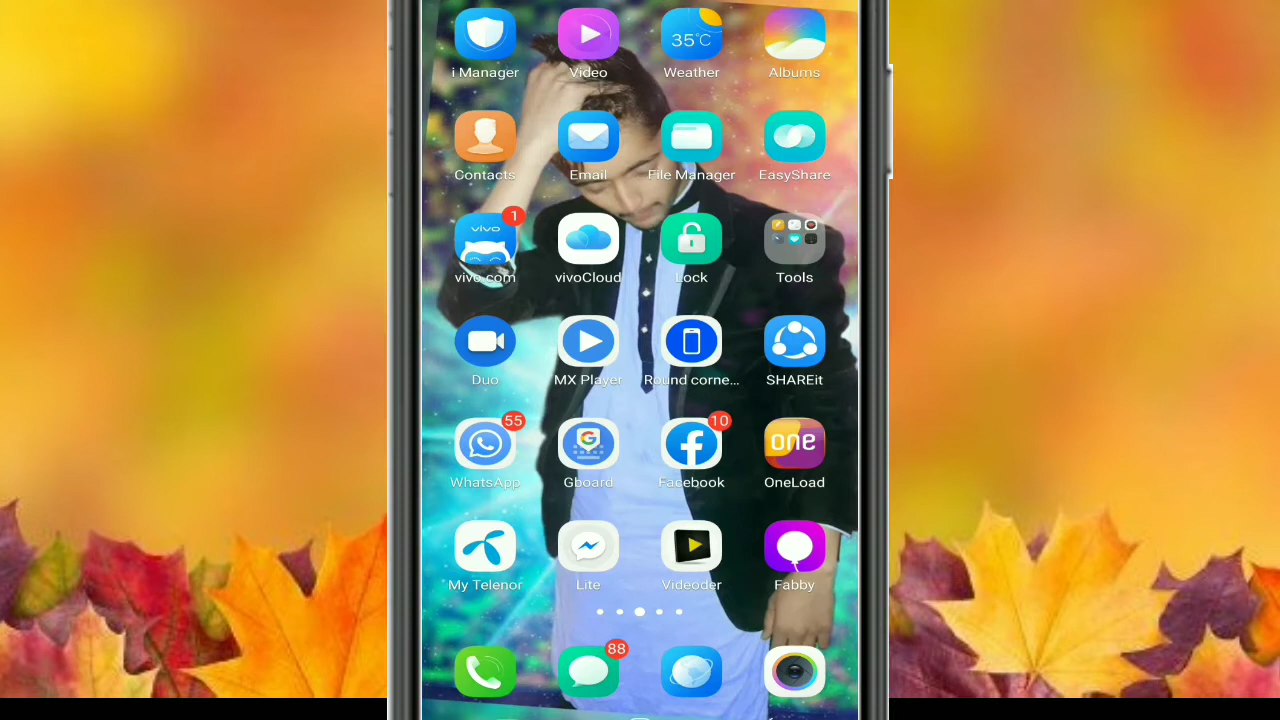 35°C
i Manager Video Weather Albums
Contacts Email File Manager EasyShare
1
vivo
vivo.com vivoCloud Lock Tools
Duo MX Player Round corne... SHAREit
55 10
G one
WhatsApp Gboard Facebook OneLoad
My Telenor Lite Videoder Fabby
88